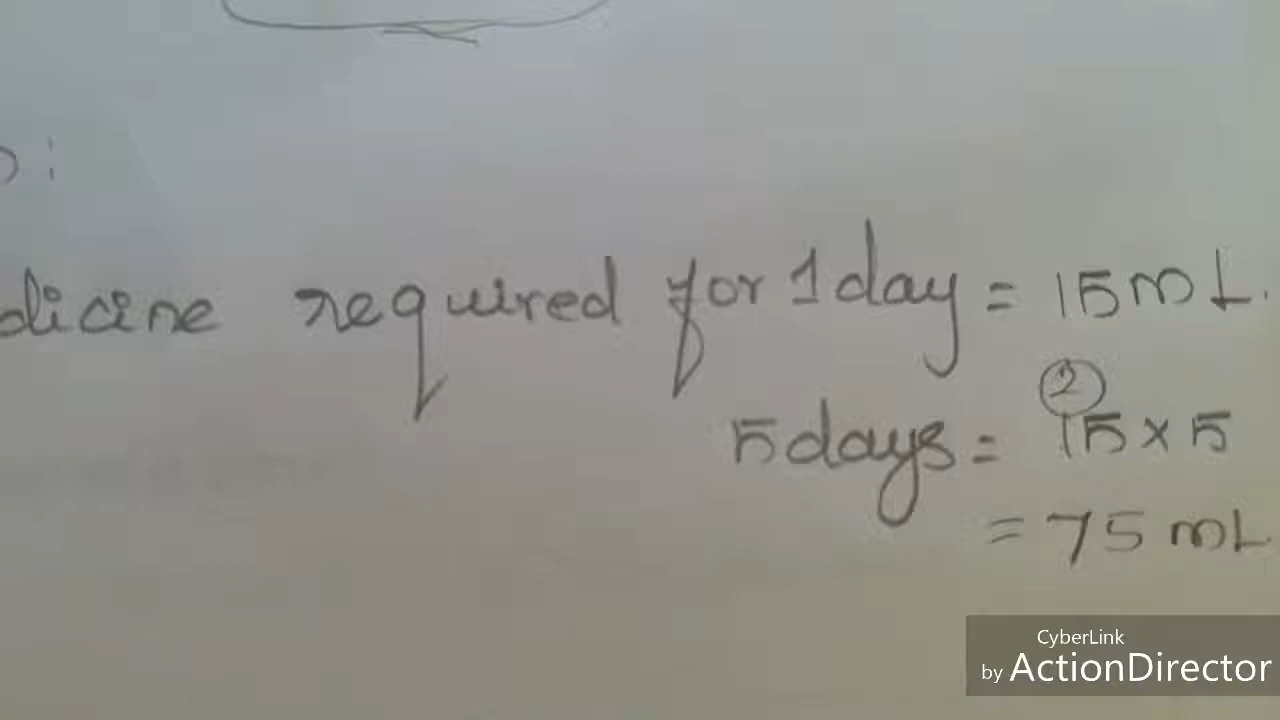 dicine required for 1 day = 15 mL.
2
5 days = 15 x 5
= 75 mL
CyberLink
by ActionDirector